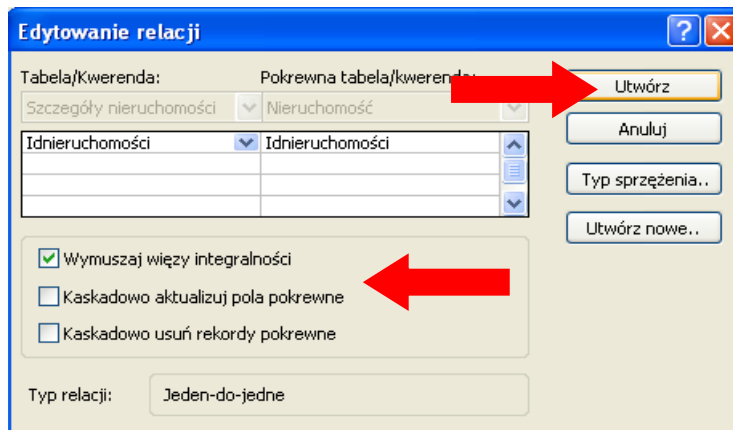 Edytowanie relacji
Tabela/Kwerenda: Pokrewna tabela/kwerenda:
Szczegóły nieruchomości Nieruchomość
Idnieruchomości Idnieruchomości
Utwórz
Anuluj
Typ sprzężenia..
Utwórz nowe..
Wymuszaj więzy integralności
Kaskadowo aktualizuj pola pokrewne
Kaskadowo usuń rekordy pokrewne
Typ relacji: Jeden-do-jedne